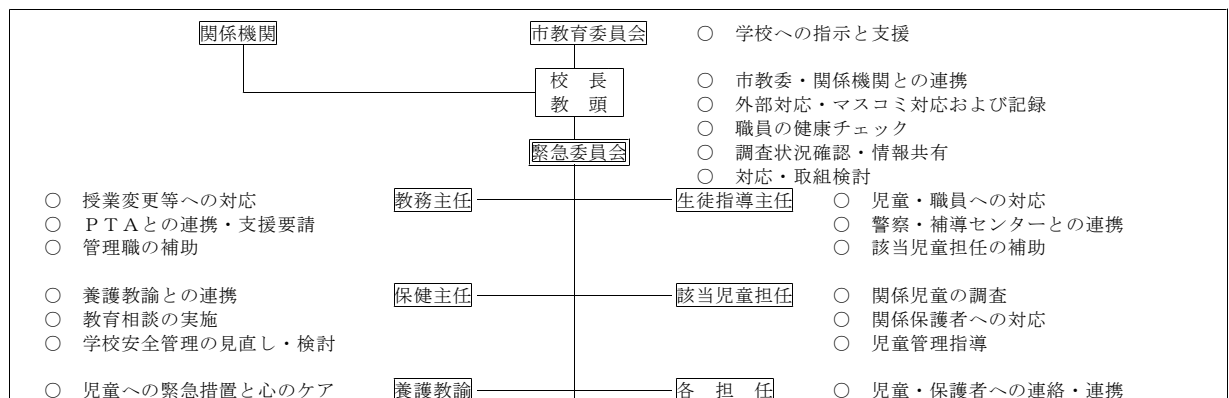 関係機関　市教育委員会　○　学校への指示と支援
校　長　○　市教委・関係機関との連携
教　頭　○　外部対応・マスコミ対応および記録
○　職員の健康チェック
緊急委員会　○　調査状況確認・情報共有
○　対応・取組検討
○　授業変更等への対応　教務主任　生徒指導主任　○　児童・職員への対応
○　ＰＴＡとの連携・支援要請　○　警察・補導センターとの連携
○　管理職の補助　○　該当児童担任の補助
○　養護教諭との連携　保健主任　該当児童担任　○　関係児童の調査
○　教育相談の実施　○　関係保護者への対応
○　学校安全管理の見直し・検討　○　児童管理指導
○　児童への緊急措置と心のケア　養護教諭　各　担　任　○　児童・保護者への連絡・連携